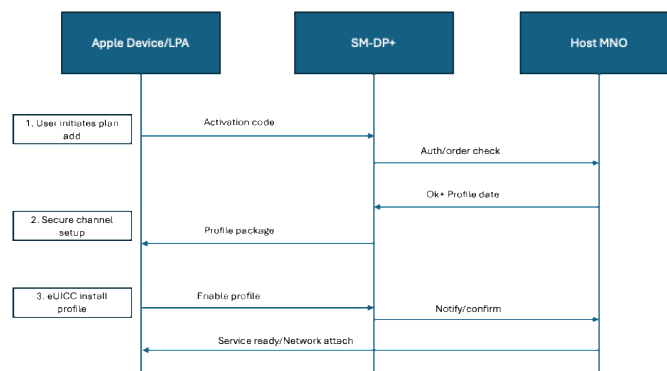 Apple Device/LPA
SM-DP+
Host MNO
1. User initiates plan
add
Activation code
Auth/order check
Ok+ Profile date
2. Secure channel
setup
Profile package
3. eUICC install
profile
Enable profile
Notify/confirm
Service ready/Network attach